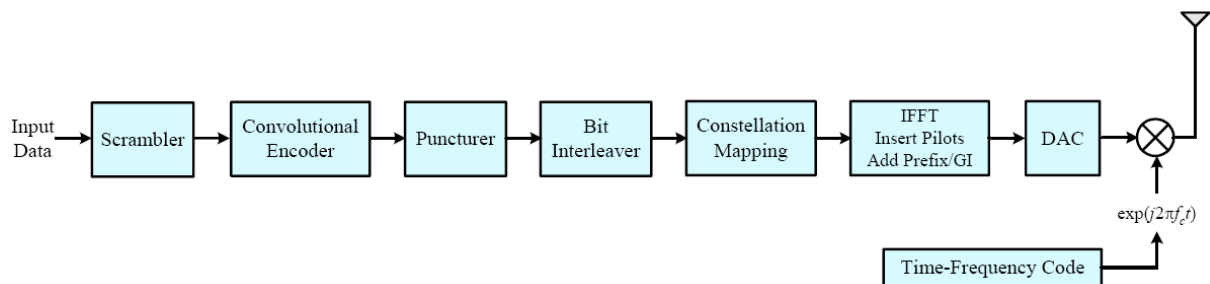 Input
Data
Scrambler
Convolutional
Encoder
Puncturer
Bit
Interleaver
Constellation
Mapping
IFFT
Insert Pilots
Add Prefix/GI
DAC
exp(j2πf_ct)
Time-Frequency Code